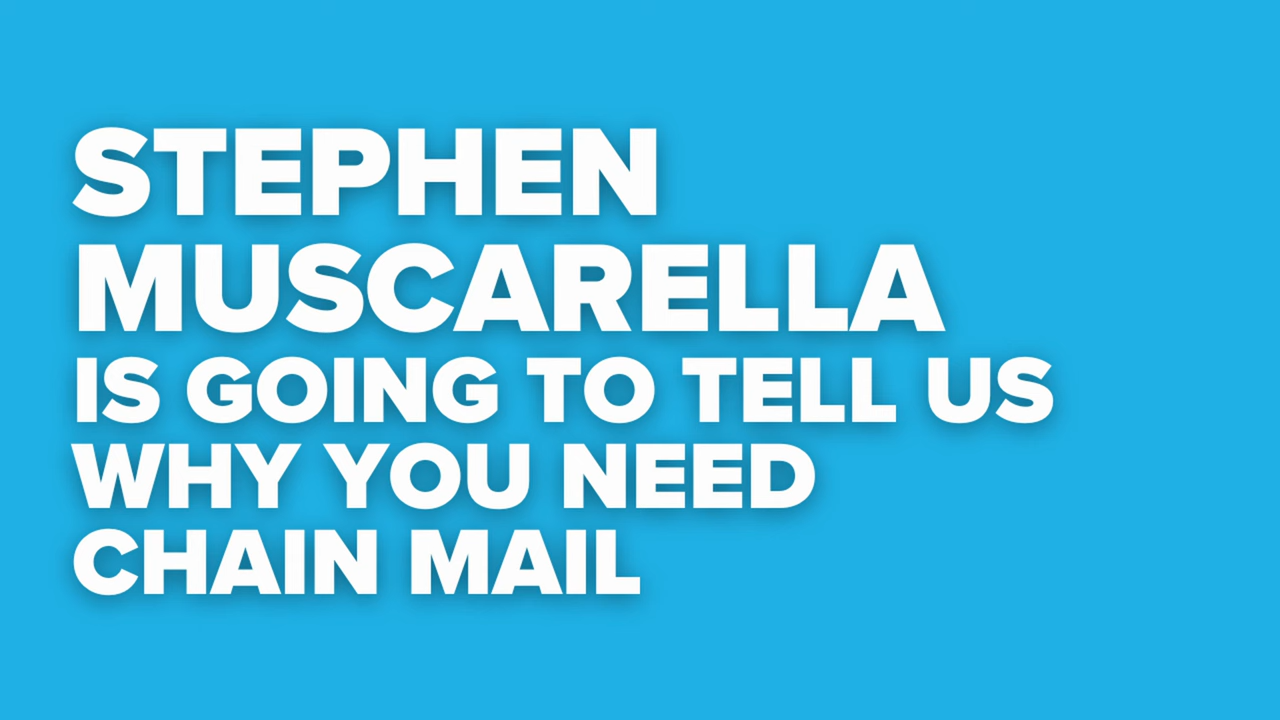 STEPHEN
MUSCARELLA
IS GOING TO TELL US
WHY YOU NEED
CHAIN MAIL